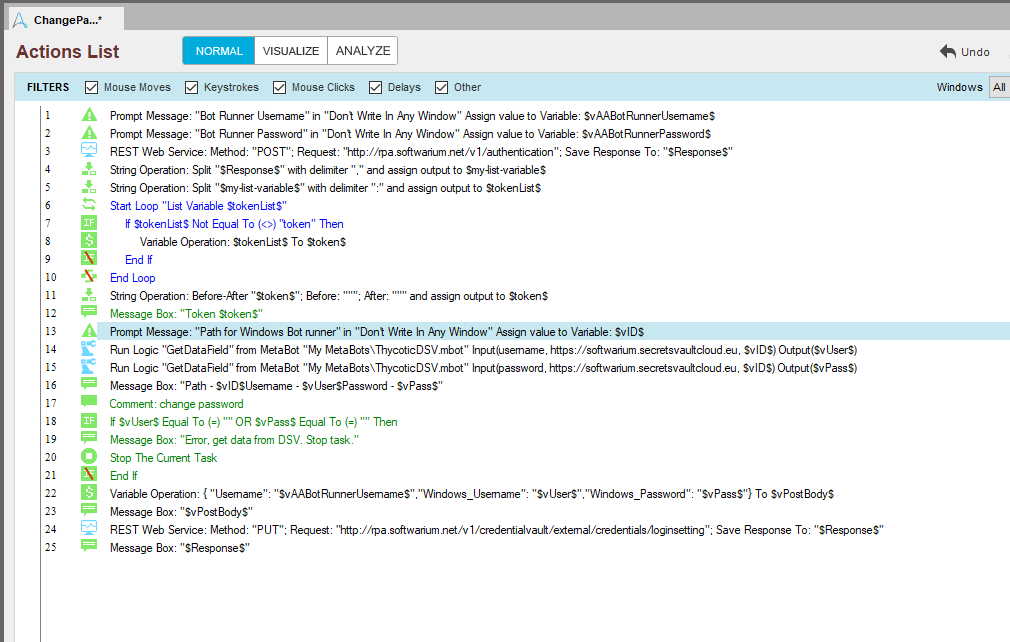 ChangePa...*
Actions List
NORMAL VISUALIZE ANALYZE
Undo
FILTERS Mouse Moves Keystrokes Mouse Clicks Delays Other Windows All
1 Prompt Message: "Bot Runner Username" in "Don't Write In Any Window" Assign value to Variable: $vAABotRunnerUsername$
2 Prompt Message: "Bot Runner Password" in "Don't Write In Any Window" Assign value to Variable: $vAABotRunnerPassword$
3 REST Web Service: Method: "POST"; Request: "http://rpa.softwarium.net/v1/authentication"; Save Response To: "$Response$"
4 String Operation: Split "$Response$" with delimiter "," and assign output to $my-list-variable$
5 String Operation: Split "$my-list-variable$" with delimiter ":" and assign output to $tokenList$
6 Start Loop "List Variable $tokenList$"
7 IF If $tokenList$ Not Equal To (<>) "token" Then
8 $ Variable Operation: $tokenList$ To $token$
9 IF End If
10 End Loop
11 String Operation: Before-After "$token$"; Before: """; After: """ and assign output to $token$
12 Message Box: "Token $token$"
13 Prompt Message: "Path for Windows Bot runner" in "Don't Write In Any Window" Assign value to Variable: $vID$
14 Run Logic "GetDataField" from MetaBot "My MetaBots\ThycoticDSV.mbot" Input(username, https://softwarium.secretsvaultcloud.eu, $vID$) Output($vUser$)
15 Run Logic "GetDataField" from MetaBot "My MetaBots\ThycoticDSV.mbot" Input(password, https://softwarium.secretsvaultcloud.eu, $vID$) Output($vPass$)
16 Message Box: "Path - $vID$Username - $vUser$Password - $vPass$"
17 Comment: change password
18 IF If $vUser$ Equal To (=) "" OR $vPass$ Equal To (=) "" Then
19 Message Box: "Error, get data from DSV. Stop task."
20 Stop The Current Task
21 IF End If
22 $ Variable Operation: { "Username": "$vAABotRunnerUsername$","Windows_Username": "$vUser$","Windows_Password": "$vPass$"} To $vPostBody$
23 Message Box: "$vPostBody$"
24 REST Web Service: Method: "PUT"; Request: "http://rpa.softwarium.net/v1/credentialvault/external/credentials/loginsetting"; Save Response To: "$Response$"
25 Message Box: "$Response$"